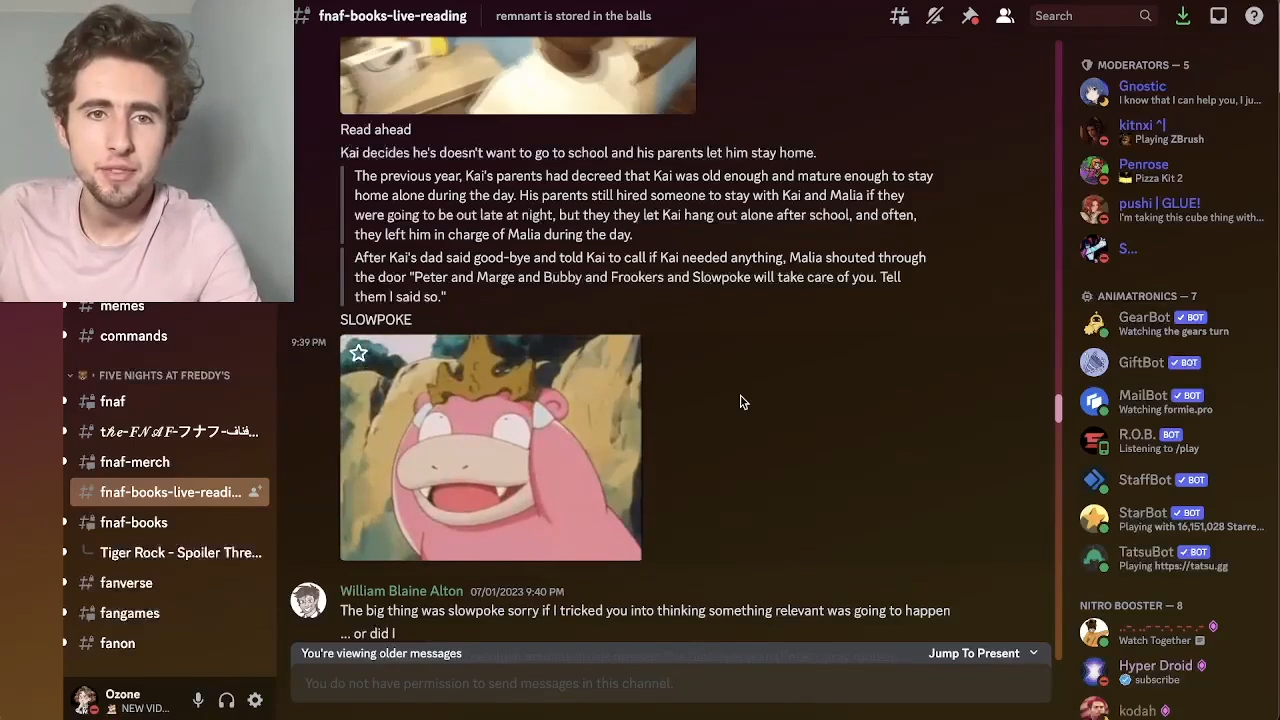 fnaf-books-live-reading
remnant is stored in the balls
Search
Read ahead
Kai decides he's doesn't want to go to school and his parents let him stay home.
The previous year, Kai's parents had decreed that Kai was old enough and mature enough to stay
home alone during the day. His parents still hired someone to stay with Kai and Malia if they
were going to be out late at night, but they they let Kai hang out alone after school, and often,
they left him in charge of Malia during the day.
After Kai's dad said good-bye and told Kai to call if Kai needed anything, Malia shouted through
the door "Peter and Marge and Bubby and Frookers and Slowpoke will take care of you. Tell
them I said so."
SLOWPOKE
9:39 PM
William Blaine Alton 07/01/2023 9:40 PM
The big thing was slowpoke sorry if I tricked you into thinking something relevant was going to happen
... or did I
You're viewing older messages
Jump To Present
You do not have permission to send messages in this channel.
memes
commands
FIVE NIGHTS AT FREDDY'S
fnaf
fnaf-merch
fnaf-books-live-readi...
fnaf-books
Tiger Rock - Spoiler Thre...
fanverse
fangames
fanon
Ozone
NEW VID...
MODERATORS — 5
Gnostic
I know that I can help you, I ju...
kitnxi ^|
Playing ZBrush
Penrose
Pizza Kit 2
pushi | GLUE!
I'm taking this cube thing with...
S...
ANIMATRONICS — 7
GearBot BOT
Watching the gears turn
GiftBot BOT
MailBot BOT
Watching formie.pro
R.O.B. BOT
Listening to /play
StaffBot BOT
StarBot BOT
Playing with 16,151,028 Starre...
TatsuBot BOT
Playing https://tatsu.gg
NITRO BOOSTER — 8
Watch Together
Hyper Droid
subscribe
kodah